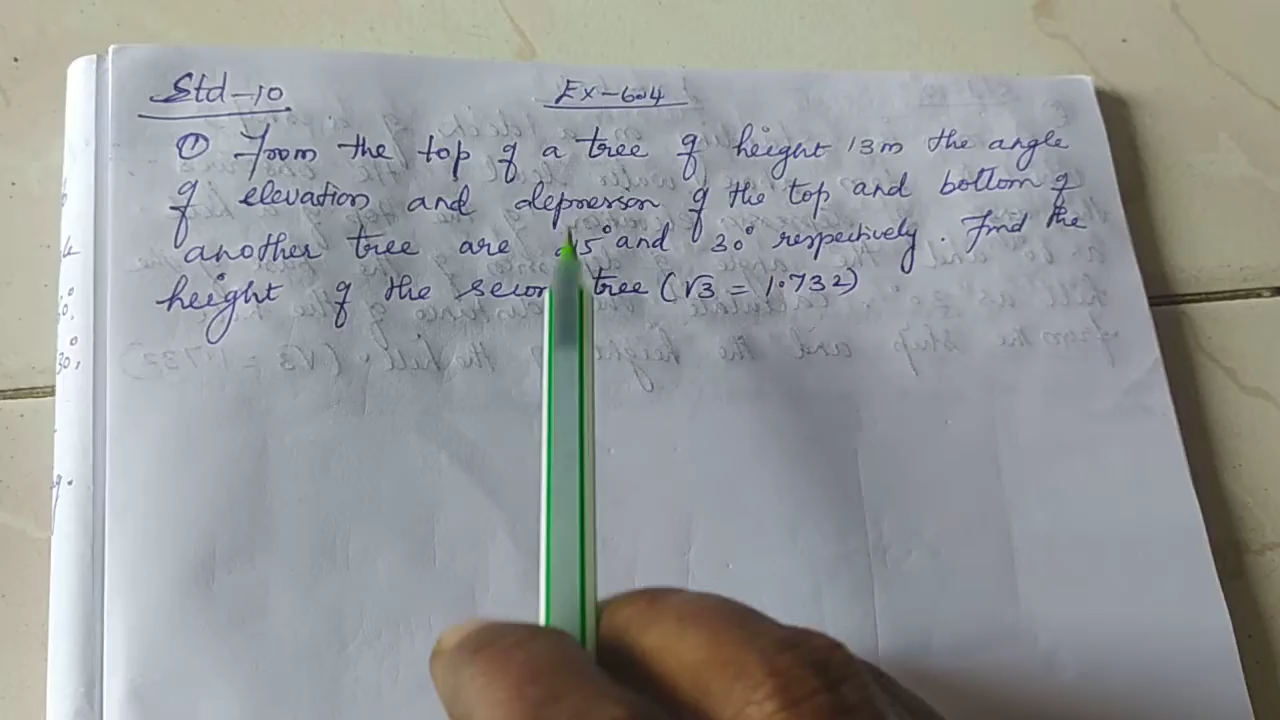 Std-10
Ex-6.4
① From the top of a tree of height 13m the angle
of elevation and depression of the top and bottom of
another tree are 45° and 30° respectively. Find the
height of the tree (√3 = 1.732)
30°